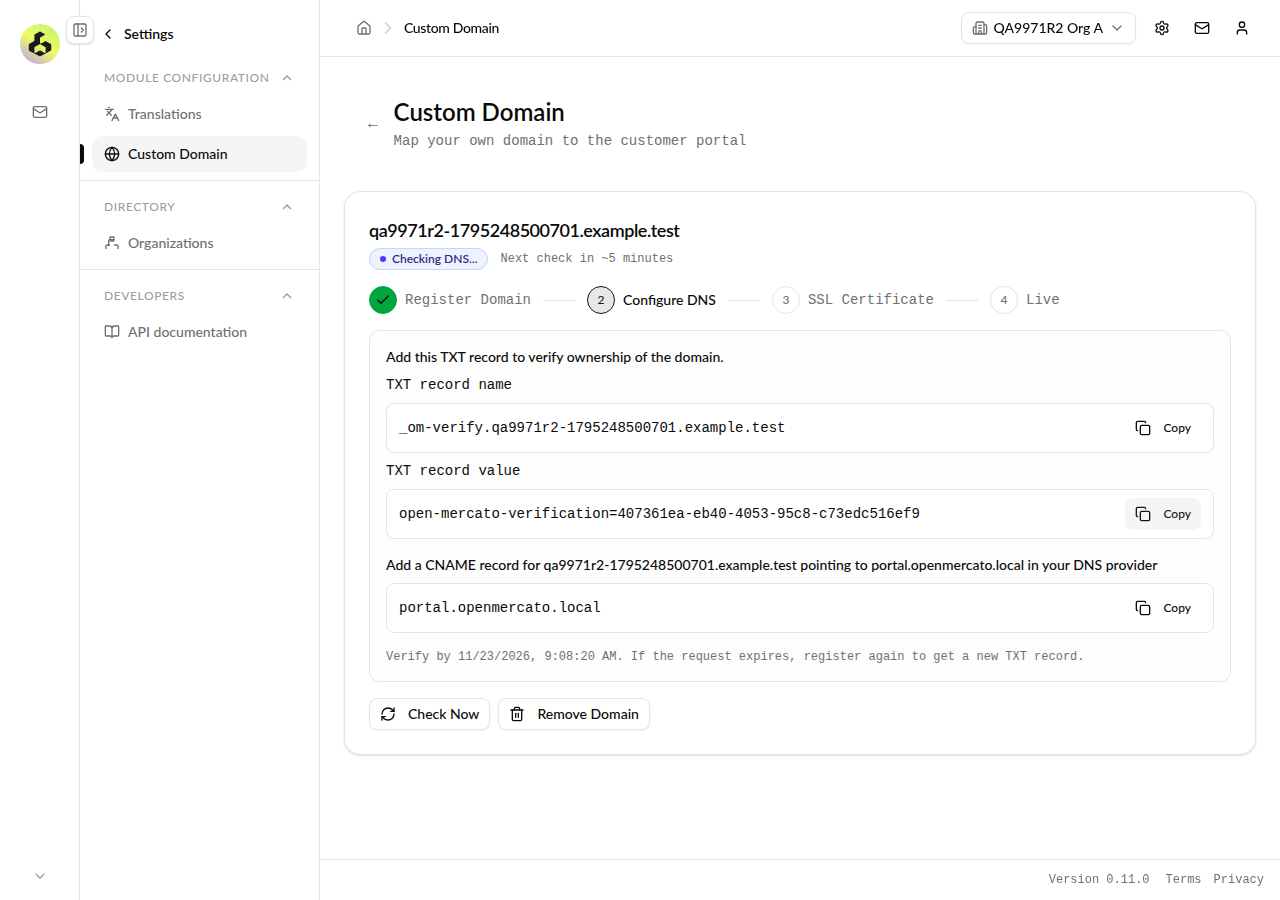 Settings
MODULE CONFIGURATION
Translations
Custom Domain
DIRECTORY
Organizations
DEVELOPERS
API documentation
Custom Domain
QA9971R2 Org A
Custom Domain
Map your own domain to the customer portal
qa9971r2-1795248500701.example.test
Checking DNS... Next check in ~5 minutes
Register Domain 2 Configure DNS 3 SSL Certificate 4 Live
Add this TXT record to verify ownership of the domain.
TXT record name
_om-verify.qa9971r2-1795248500701.example.test Copy
TXT record value
open-mercato-verification=407361ea-eb40-4053-95c8-c73edc516ef9 Copy
Add a CNAME record for qa9971r2-1795248500701.example.test pointing to portal.openmercato.local in your DNS provider
portal.openmercato.local Copy
Verify by 11/23/2026, 9:08:20 AM. If the request expires, register again to get a new TXT record.
Check Now Remove Domain
Version 0.11.0 Terms Privacy